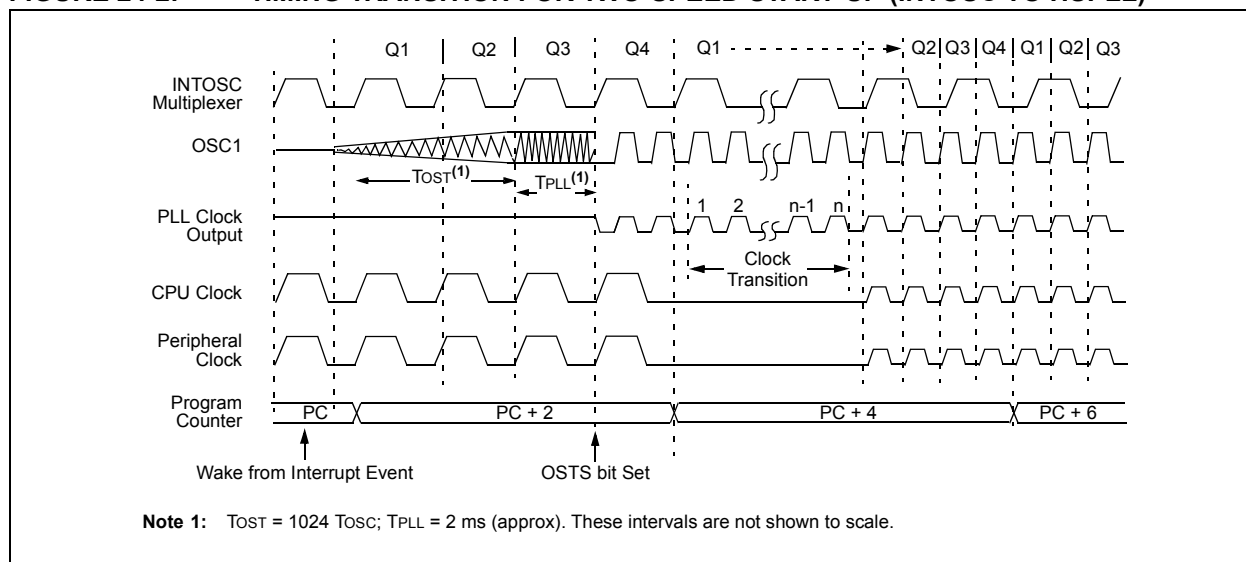 Q1 Q2 Q3 Q4 Q1 Q2 Q3 Q4 Q1 Q2 Q3
INTOSC
Multiplexer
OSC1
TOST(1) TPLL(1)
PLL Clock
Output
1 2 n-1 n
Clock
Transition
CPU Clock
Peripheral
Clock
Program
Counter
PC PC + 2 PC + 4 PC + 6
Wake from Interrupt Event OSTS bit Set
Note 1: TOST = 1024 TOSC; TPLL = 2 ms (approx). These intervals are not shown to scale.